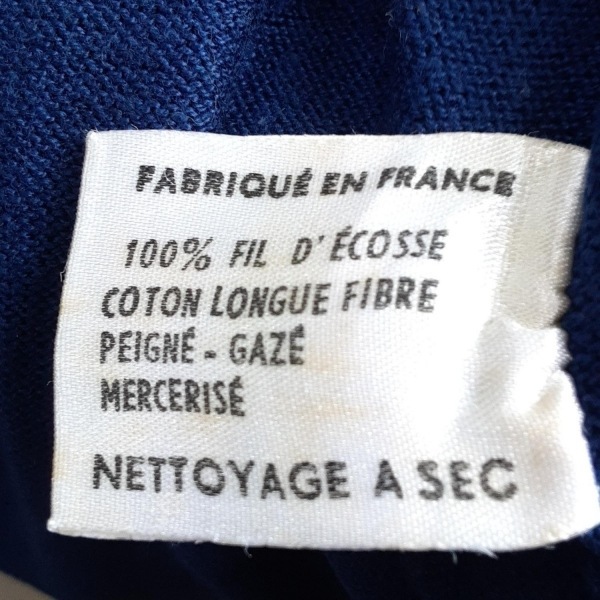 FABRIQUÉ EN FRANCE
100% FIL D'ÉCOSSE
COTON LONGUE FIBRE
PEIGNÉ - GAZÉ
MERCERISÉ
NETTOYAGE A SEC